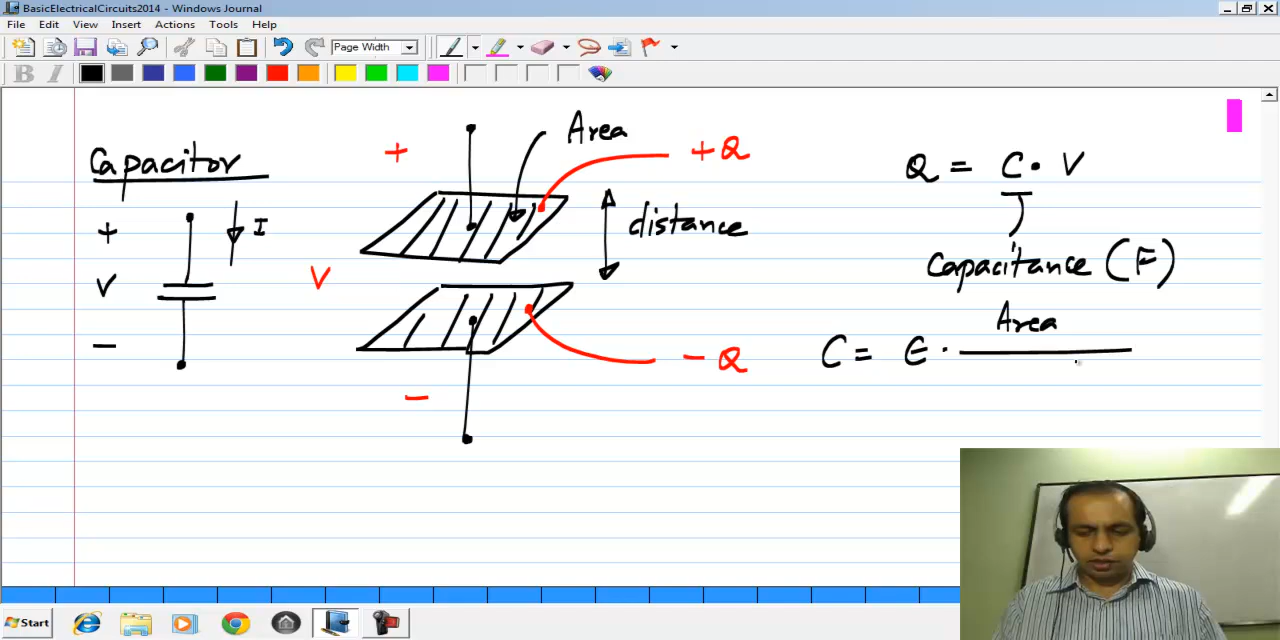 BasicElectricalCircuits2014 - Windows Journal
File Edit View Insert Actions Tools Help
Page Width
B I
Capacitor
+
V
−
I
+
V
−
Area
+Q
distance
−Q
Q = C · V
Capacitance (F)
C = ϵ · Area
Start